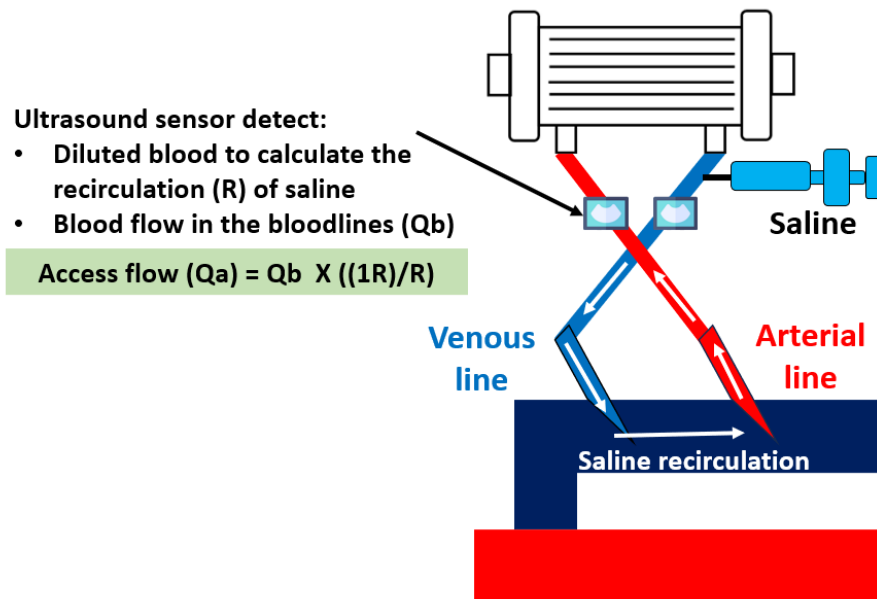 Ultrasound sensor detect:
• Diluted blood to calculate the
recirculation (R) of saline
• Blood flow in the bloodlines (Qb)
Access flow (Qa) = Qb X ((1R)/R)
Saline
Venous
line
Arterial
line
Saline recirculation